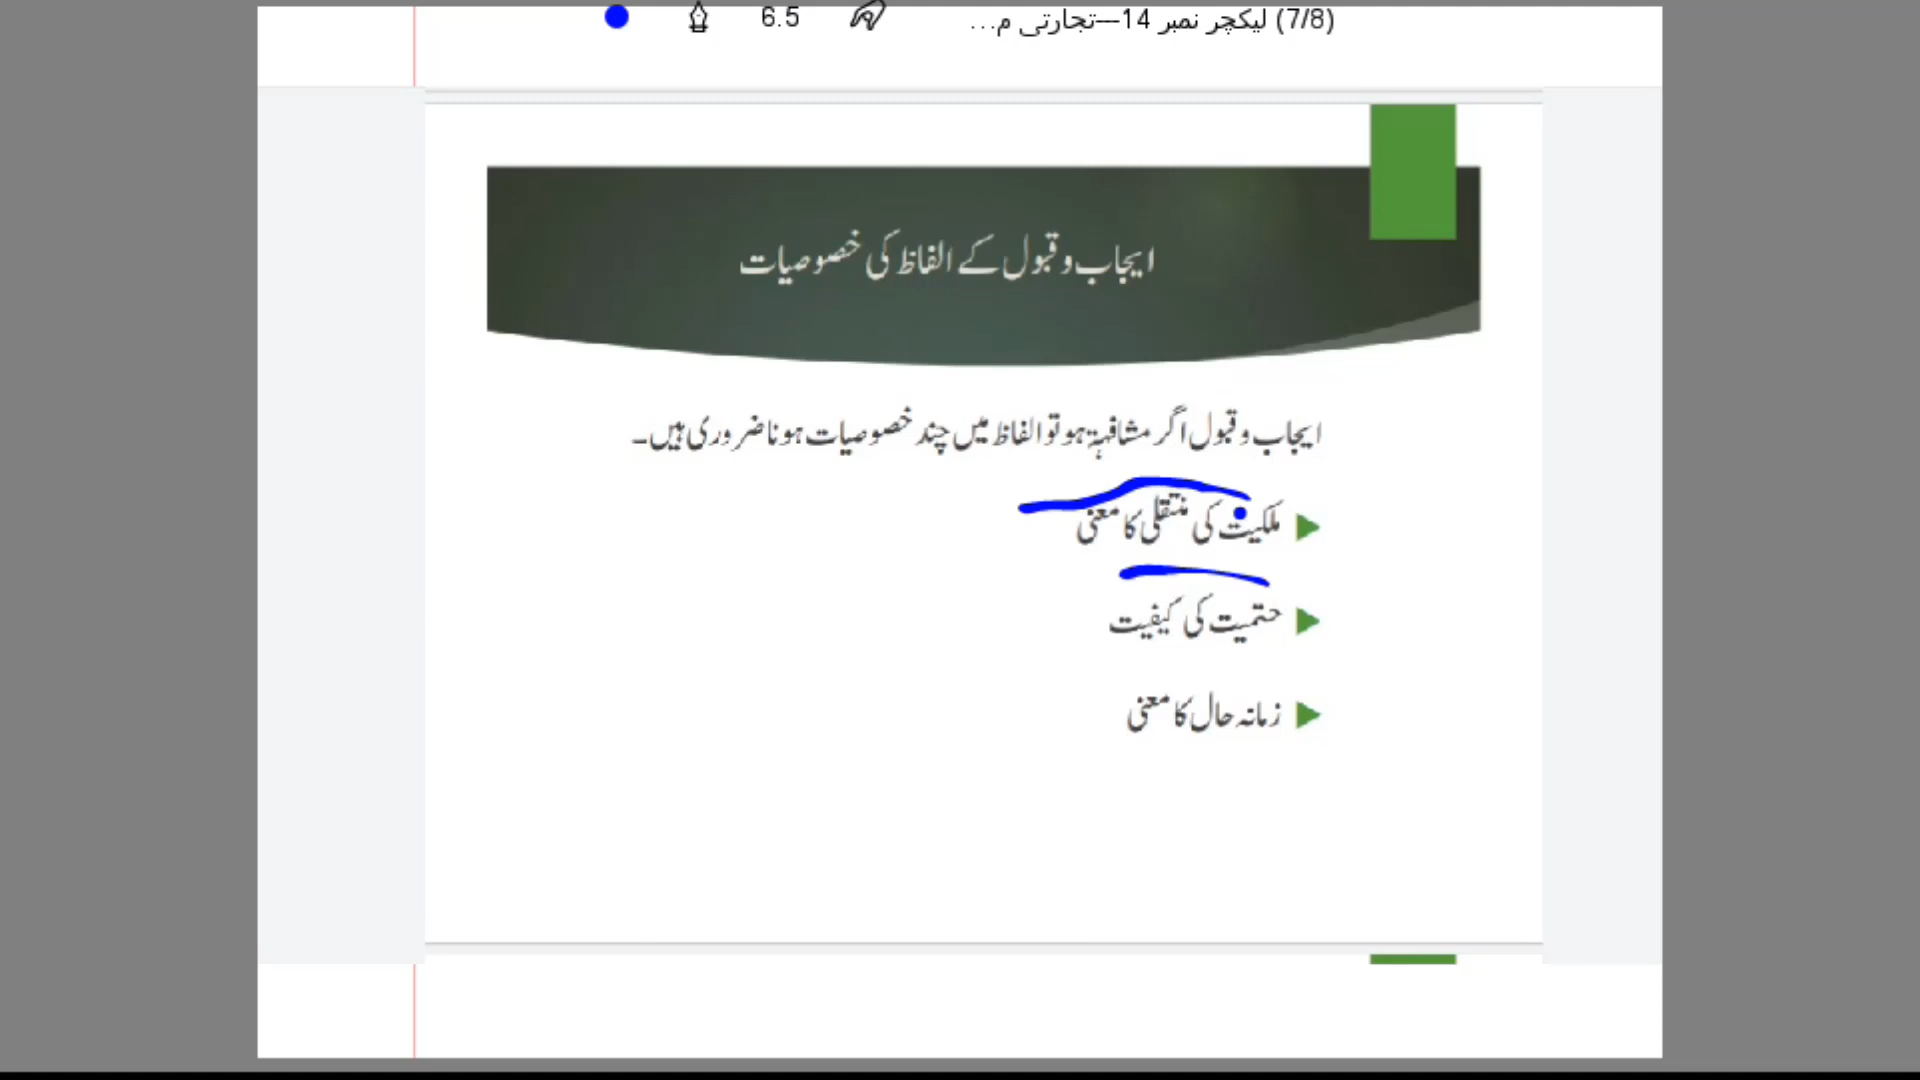 (7/8) لیکچر نمبر 14---تجارتی م...
6.5
ایجاب و قبول کے الفاظ کی خصوصیات
ایجاب و قبول اگر مشافہۃ ہو تو الفاظ میں چند خصوصیات ہونا ضروری ہیں۔
ملکیت کی منتقلی کا معنی
حتمیت کی کیفیت
زمانہ حال کا معنی